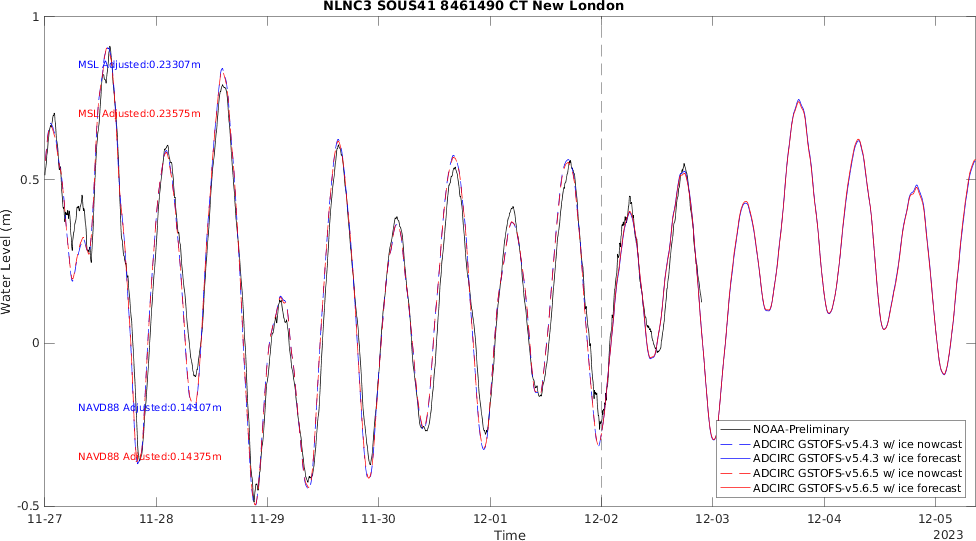 NLNC3 SOUS41 8461490 CT New London
1
MSL Adjusted:0.23307m
MSL Adjusted:0.23575m
0.5
Water Level (m)
0
NAVD88 Adjusted:0.14107m
NAVD88 Adjusted:0.14375m
-0.5
NOAA-Preliminary
ADCIRC GSTOFS-v5.4.3 w/ ice nowcast
ADCIRC GSTOFS-v5.4.3 w/ ice forecast
ADCIRC GSTOFS-v5.6.5 w/ ice nowcast
ADCIRC GSTOFS-v5.6.5 w/ ice forecast
11-27 11-28 11-29 11-30 12-01 12-02 12-03 12-04 12-05
Time
2023